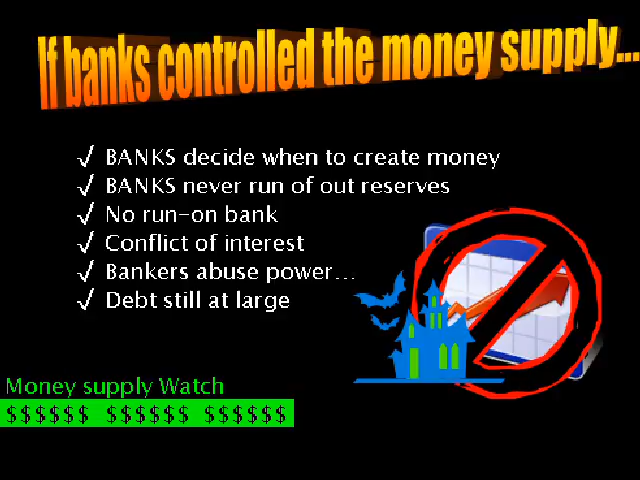 If banks controlled the money supply...
√ BANKS decide when to create money
√ BANKS never run of out reserves
√ No run-on bank
√ Conflict of interest
√ Bankers abuse power...
√ Debt still at large
Money supply Watch
$$$$$$ $$$$$$ $$$$$$